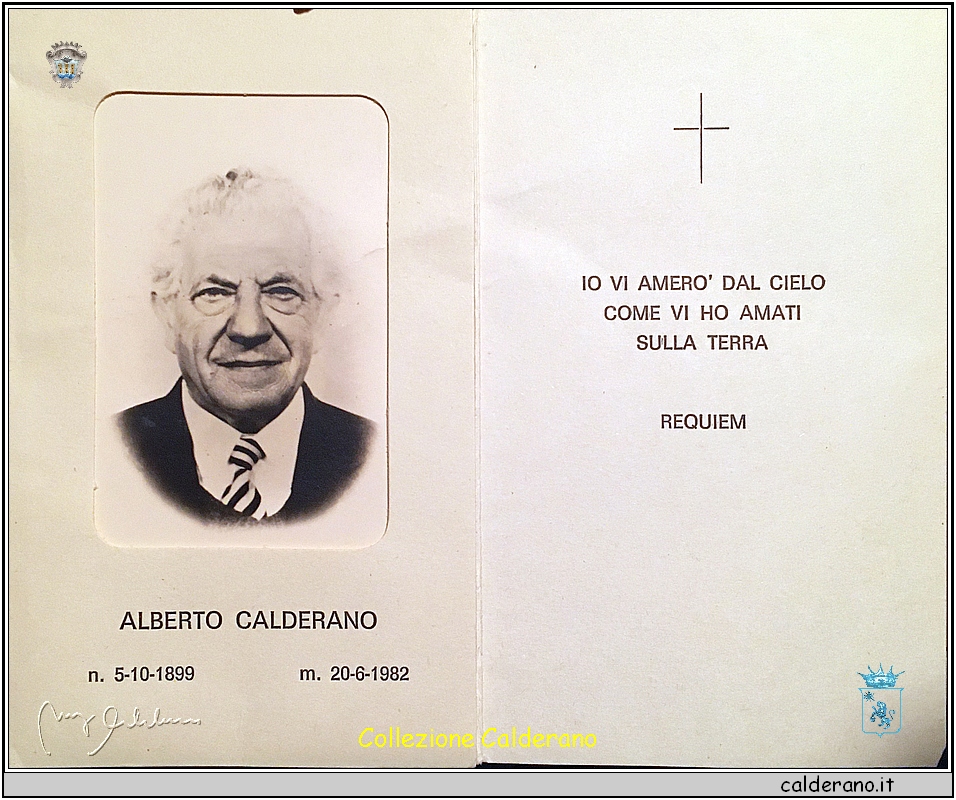 ALBERTO CALDERANO
n. 5-10-1899 m. 20-6-1982
IO VI AMERO' DAL CIELO
COME VI HO AMATI
SULLA TERRA
REQUIEM
Collezione Calderano
calderano.it